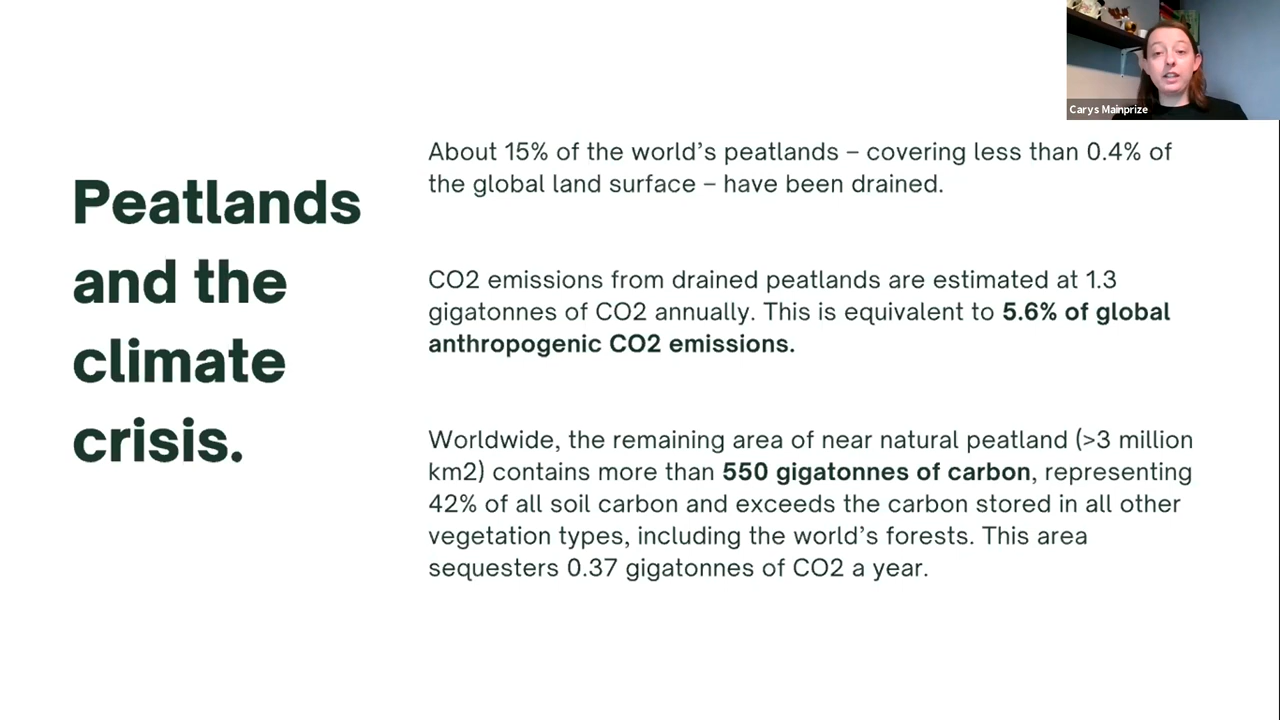 Peatlands
and the
climate
crisis.
About 15% of the world’s peatlands – covering less than 0.4% of
the global land surface – have been drained.
CO2 emissions from drained peatlands are estimated at 1.3
gigatonnes of CO2 annually. This is equivalent to 5.6% of global
anthropogenic CO2 emissions.
Worldwide, the remaining area of near natural peatland (>3 million
km2) contains more than 550 gigatonnes of carbon, representing
42% of all soil carbon and exceeds the carbon stored in all other
vegetation types, including the world’s forests. This area
sequesters 0.37 gigatonnes of CO2 a year.
Carys Mainprize